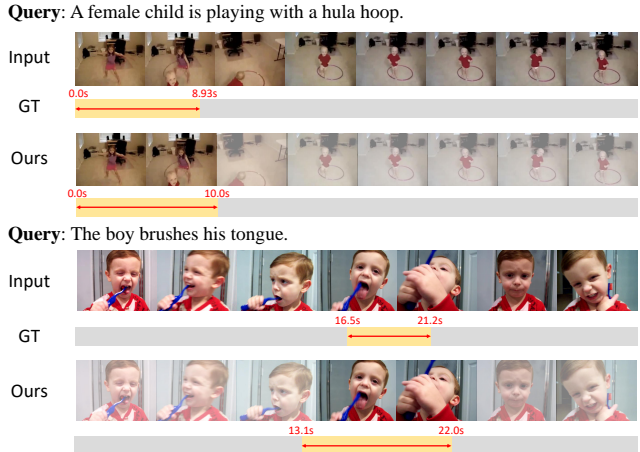 Query: A female child is playing with a hula hoop.
Input
0.0s 8.93s
GT
Ours
0.0s 10.0s
Query: The boy brushes his tongue.
Input
16.5s 21.2s
GT
Ours
13.1s 22.0s